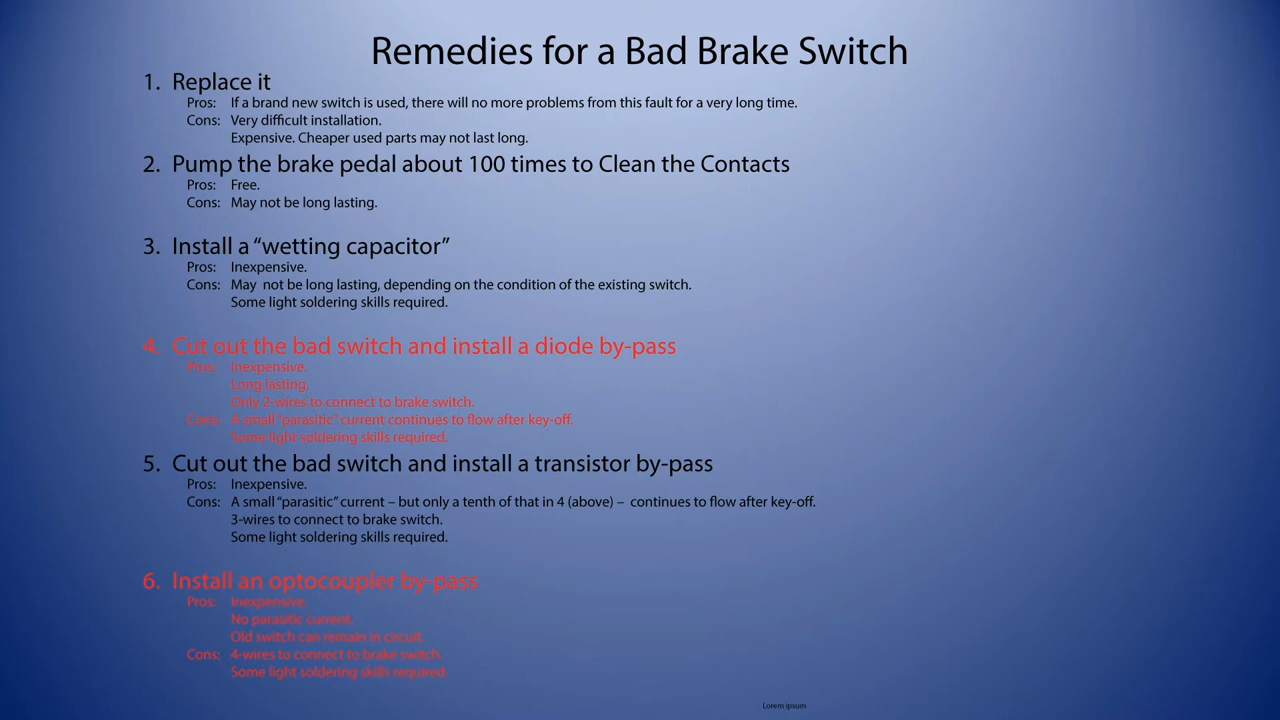 Remedies for a Bad Brake Switch
1. Replace it
Pros: If a brand new switch is used, there will no more problems from this fault for a very long time.
Cons: Very difficult installation.
Expensive. Cheaper used parts may not last long.
2. Pump the brake pedal about 100 times to Clean the Contacts
Pros: Free.
Cons: May not be long lasting.
3. Install a “wetting capacitor”
Pros: Inexpensive.
Cons: May not be long lasting, depending on the condition of the existing switch.
Some light soldering skills required.
4. Cut out the bad switch and install a diode by-pass
Pros: Inexpensive.
Long lasting.
Only 2-wires to connect to brake switch.
Cons: A small “parasitic” current continues to flow after key-off.
Some light soldering skills required.
5. Cut out the bad switch and install a transistor by-pass
Pros: Inexpensive.
Cons: A small “parasitic” current – but only a tenth of that in 4 (above) – continues to flow after key-off.
3-wires to connect to brake switch.
Some light soldering skills required.
6. Install an optocoupler by-pass
Pros: Inexpensive.
No parasitic current.
Old switch can remain in circuit.
Cons: 4-wires to connect to brake switch.
Some light soldering skills required.
Lorem ipsum